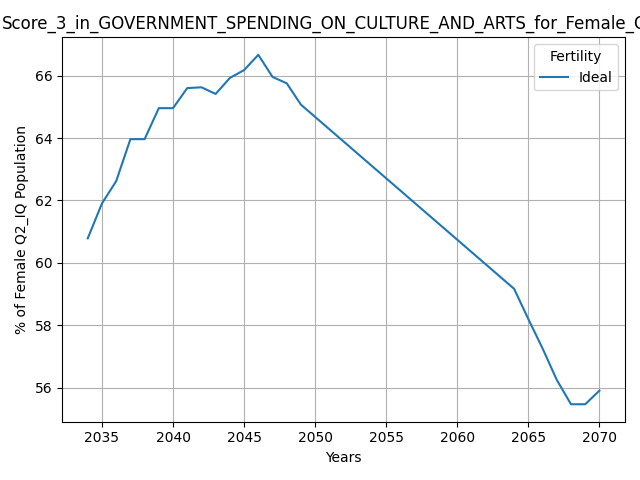 Score_3_in_GOVERNMENT_SPENDING_ON_CULTURE_AND_ARTS_for_Female_
Fertility
Ideal
66
64
62
60
58
56
% of Female Q2_IQ Population
2035 2040 2045 2050 2055 2060 2065 2070
Years